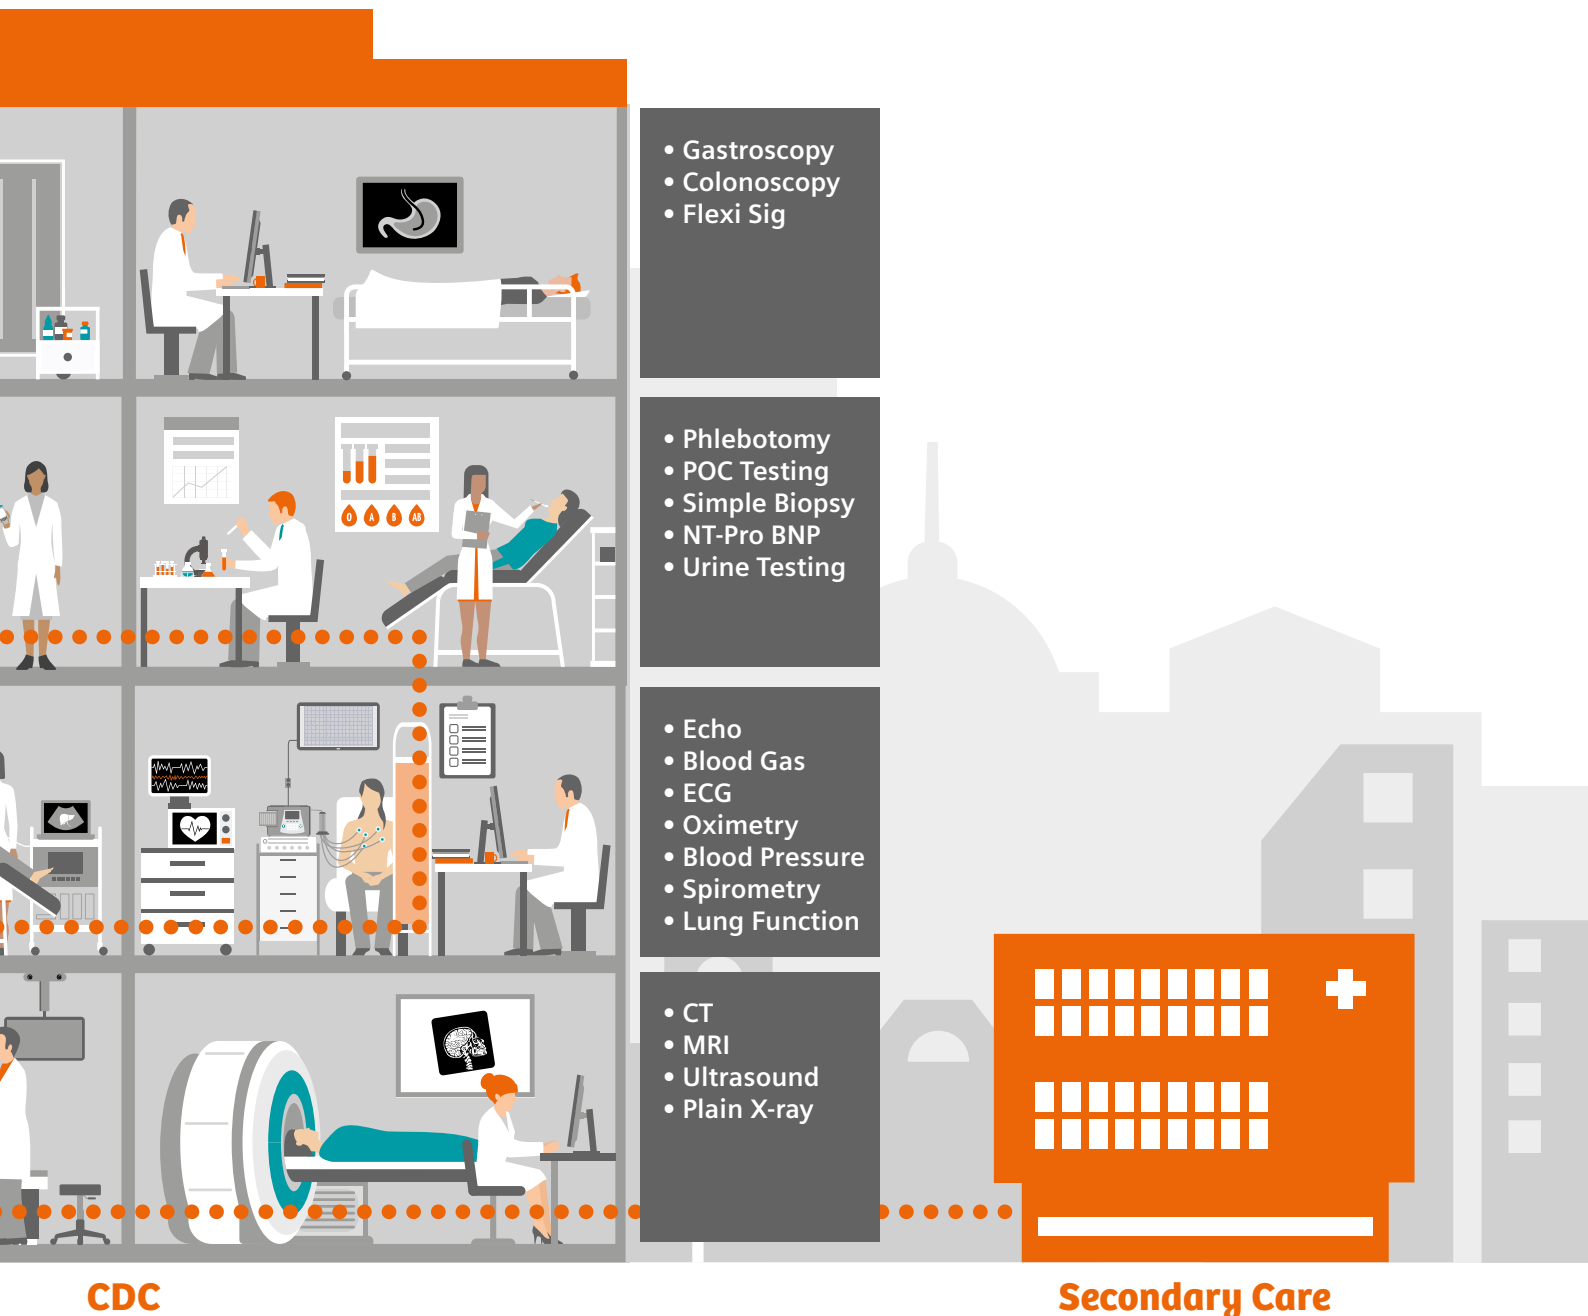 • Gastroscopy
• Colonoscopy
• Flexi Sig
• Phlebotomy
• POC Testing
• Simple Biopsy
• NT-Pro BNP
• Urine Testing
O A B AB
• Echo
• Blood Gas
• ECG
• Oximetry
• Blood Pressure
• Spirometry
• Lung Function
• CT
• MRI
• Ultrasound
• Plain X-ray
CDC
Secondary Care